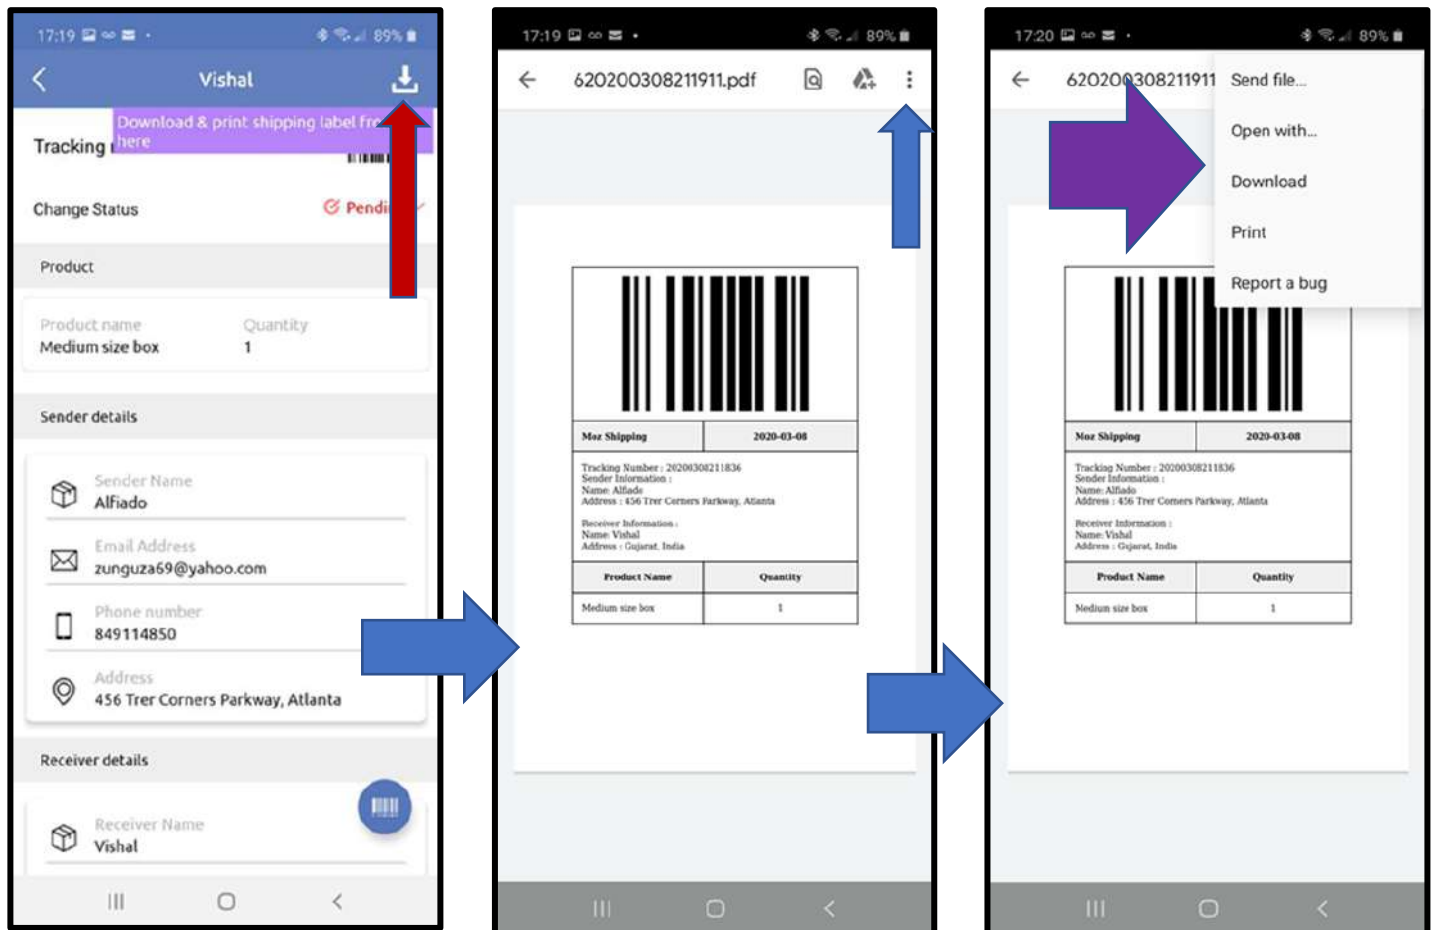 17:19
89%
Vishal
Download & print shipping label
here
Tracking
Change Status
Product
Product name Quantity
Medium size box 1
Sender details
Sender Name
Alfiado
Email Address
zunguza69@yahoo.com
Phone number
849114850
Address
456 Trer Corners Parkway, Atlanta
Receiver details
Receiver Name
Vishal
17:19
89%
620200308211911.pdf
Moz Shipping 2020-03-08
Tracking Number : 20200308211836
Sender Information :
Name: Alfiado
Address : 456 Trer Corners Parkway, Atlanta
Receiver Information :
Name: Vishal
Address : Gujarat, India
Product Name Quantity
Medium size box 1
17:20
89%
620200308211911
Send file...
Open with...
Download
Print
Report a bug
Moz Shipping 2020-03-08
Tracking Number : 20200308211836
Sender Information :
Name: Alfiado
Address : 456 Trer Corners Parkway, Atlanta
Receiver Information :
Name: Vishal
Address : Gujarat, India
Product Name Quantity
Medium size box 1